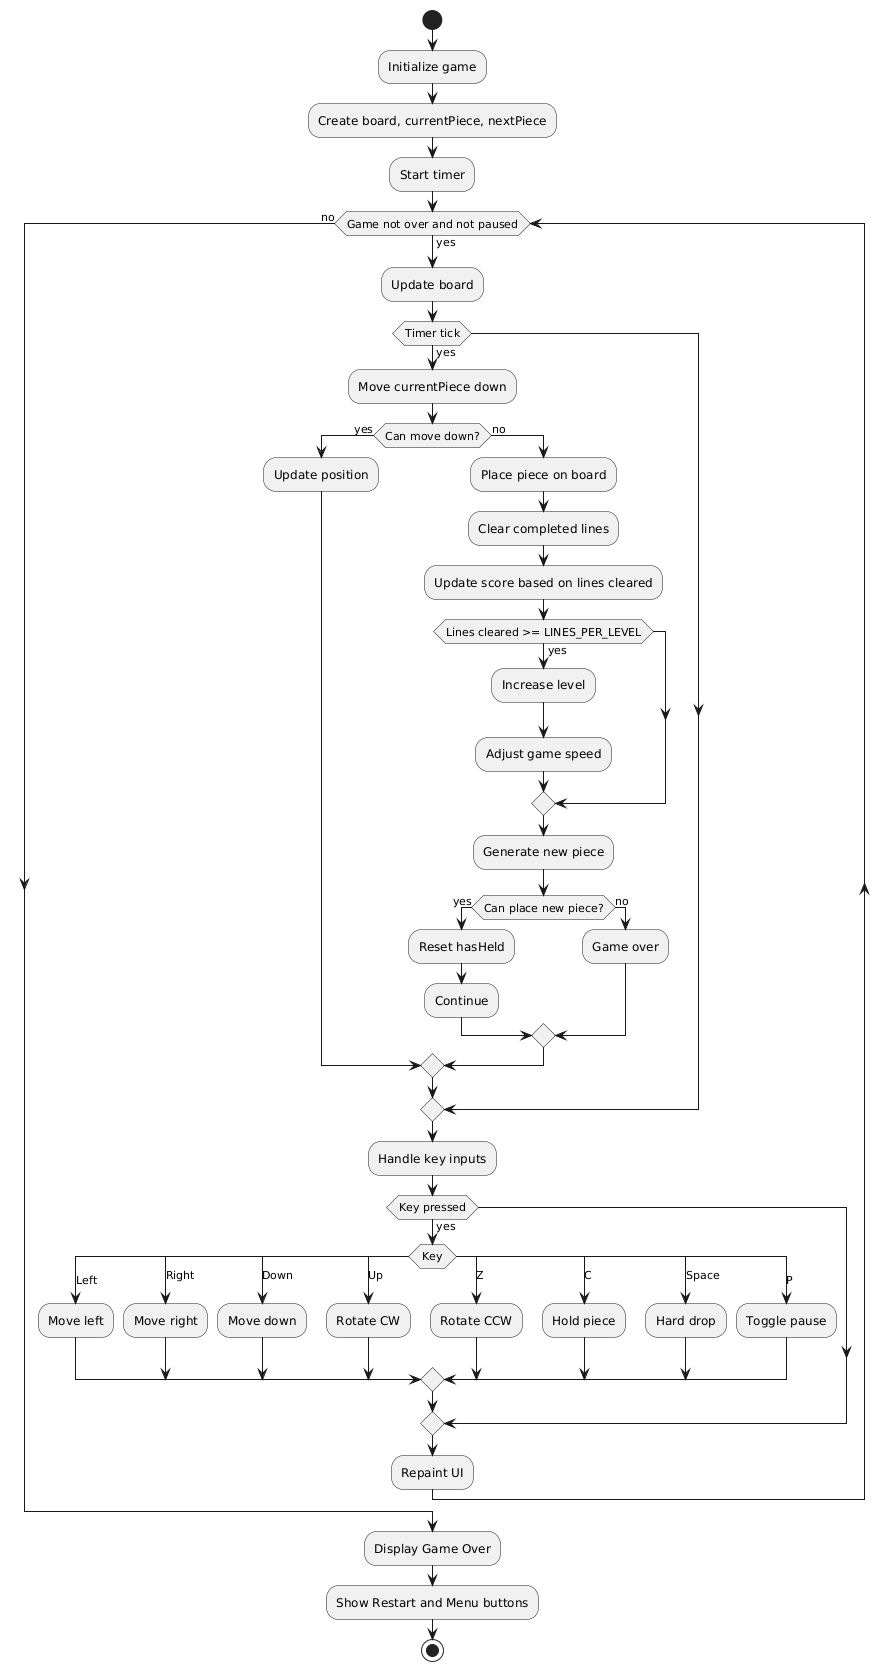 Initialize game
Create board, currentPiece, nextPiece
Start timer
no
Game not over and not paused
yes
Update board
Timer tick
yes
Move currentPiece down
yes
Can move down?
no
Update position
Place piece on board
Clear completed lines
Update score based on lines cleared
Lines cleared >= LINES_PER_LEVEL
yes
Increase level
Adjust game speed
Generate new piece
yes
Can place new piece?
no
Reset hasHeld
Game over
Continue
Handle key inputs
Key pressed
yes
Key
Left
Right
Down
Up
Z
C
Space
P
Move left
Move right
Move down
Rotate CW
Rotate CCW
Hold piece
Hard drop
Toggle pause
Repaint UI
Display Game Over
Show Restart and Menu buttons